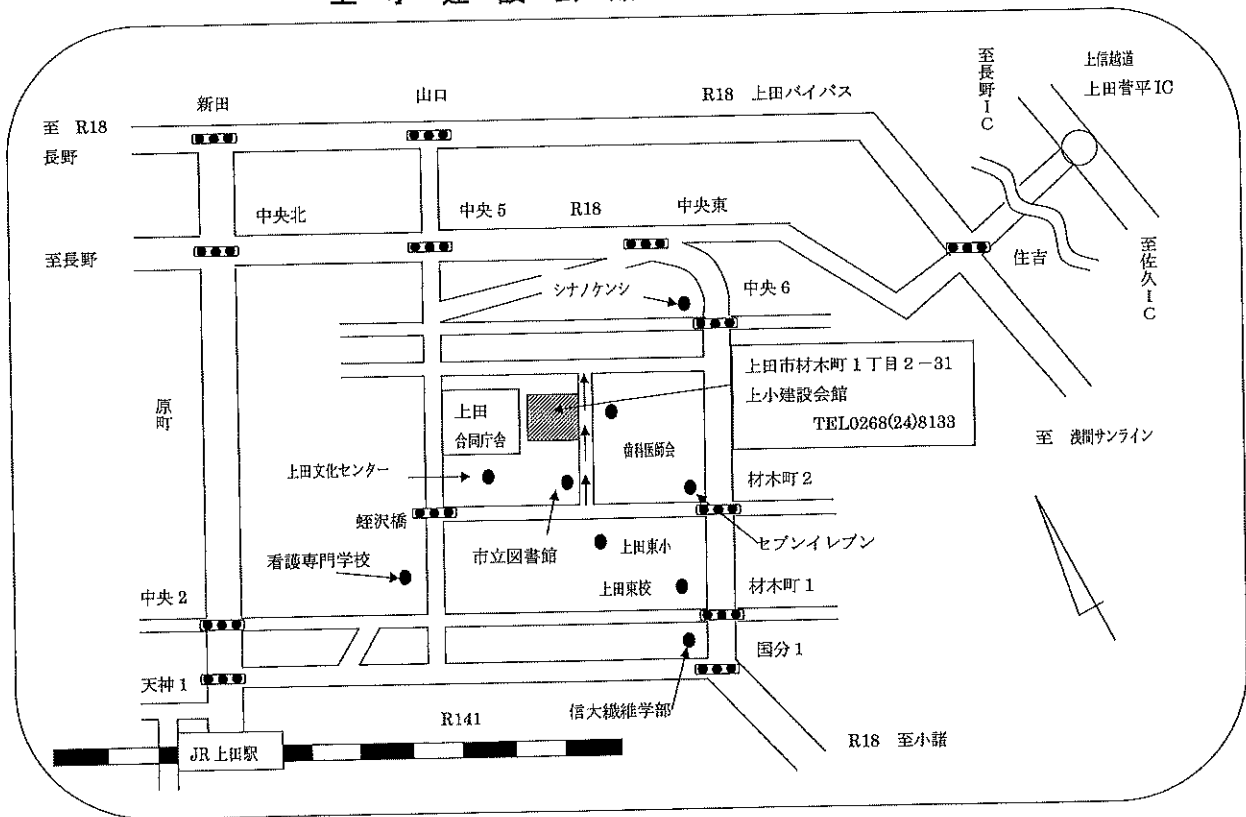 至長野IC
上信越道
上田菅平IC
新田
山口
R18 上田バイパス
至 R18
長野
中央北
中央5
R18
中央東
至長野
住吉
至佐久IC
シナノケンシ
中央6
上田市材木町1丁目2-31
上小建設会館
TEL0268(24)8133
原町
上田
合同庁舎
歯科医師会
至 浅間サンライン
上田文化センター
材木町2
蛭沢橋
市立図書館
上田東小
セブンイレブン
看護専門学校
上田東校
材木町1
中央2
国分1
天神1
信大繊維学部
R141
JR上田駅
R18 至小諸